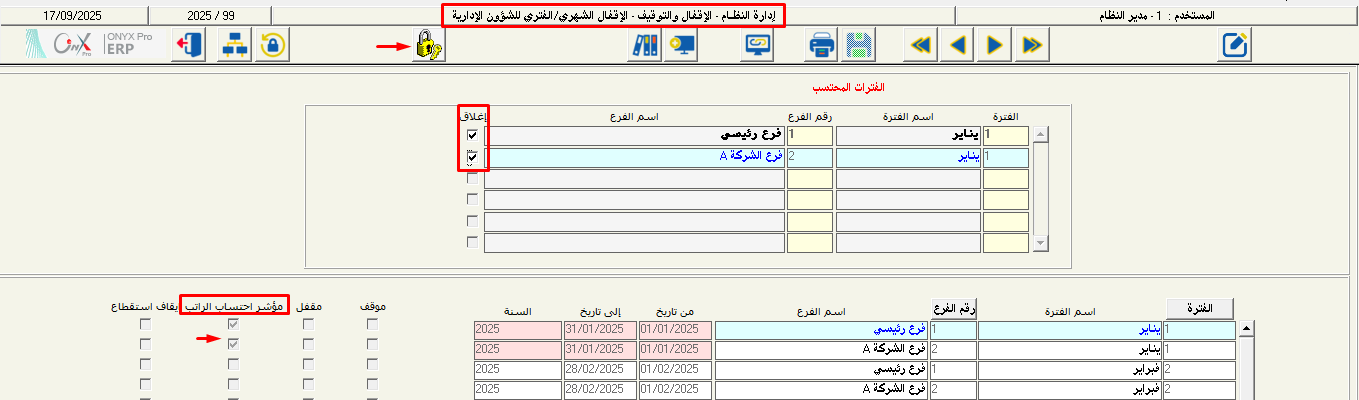 المستخدم : 1 - مدير النظام
إدارة النظام - الإقفال والتوقيف - الإقفال الشهري/الفتري للشؤون الإدارية
2025 / 99
17/09/2025
ONYX Pro
ERP
Onyx Pro
الفترات المحتسب
الفترة اسم الفترة رقم الفرع اسم الفرع إغلاق
1 يناير 1 فرع رئيسي
1 يناير 2 فرع الشركة A
الفترة اسم الفترة رقم الفرع اسم الفرع من تاريخ إلى تاريخ السنة موقف مقفل مؤشر احتساب الراتب إيقاف استقطاع
1 يناير 1 فرع رئيسي 01/01/2025 31/01/2025 2025
1 يناير 2 فرع الشركة A 01/01/2025 31/01/2025 2025
2 فبراير 1 فرع رئيسي 01/02/2025 28/02/2025 2025
2 فبراير 2 فرع الشركة A 01/02/2025 28/02/2025 2025